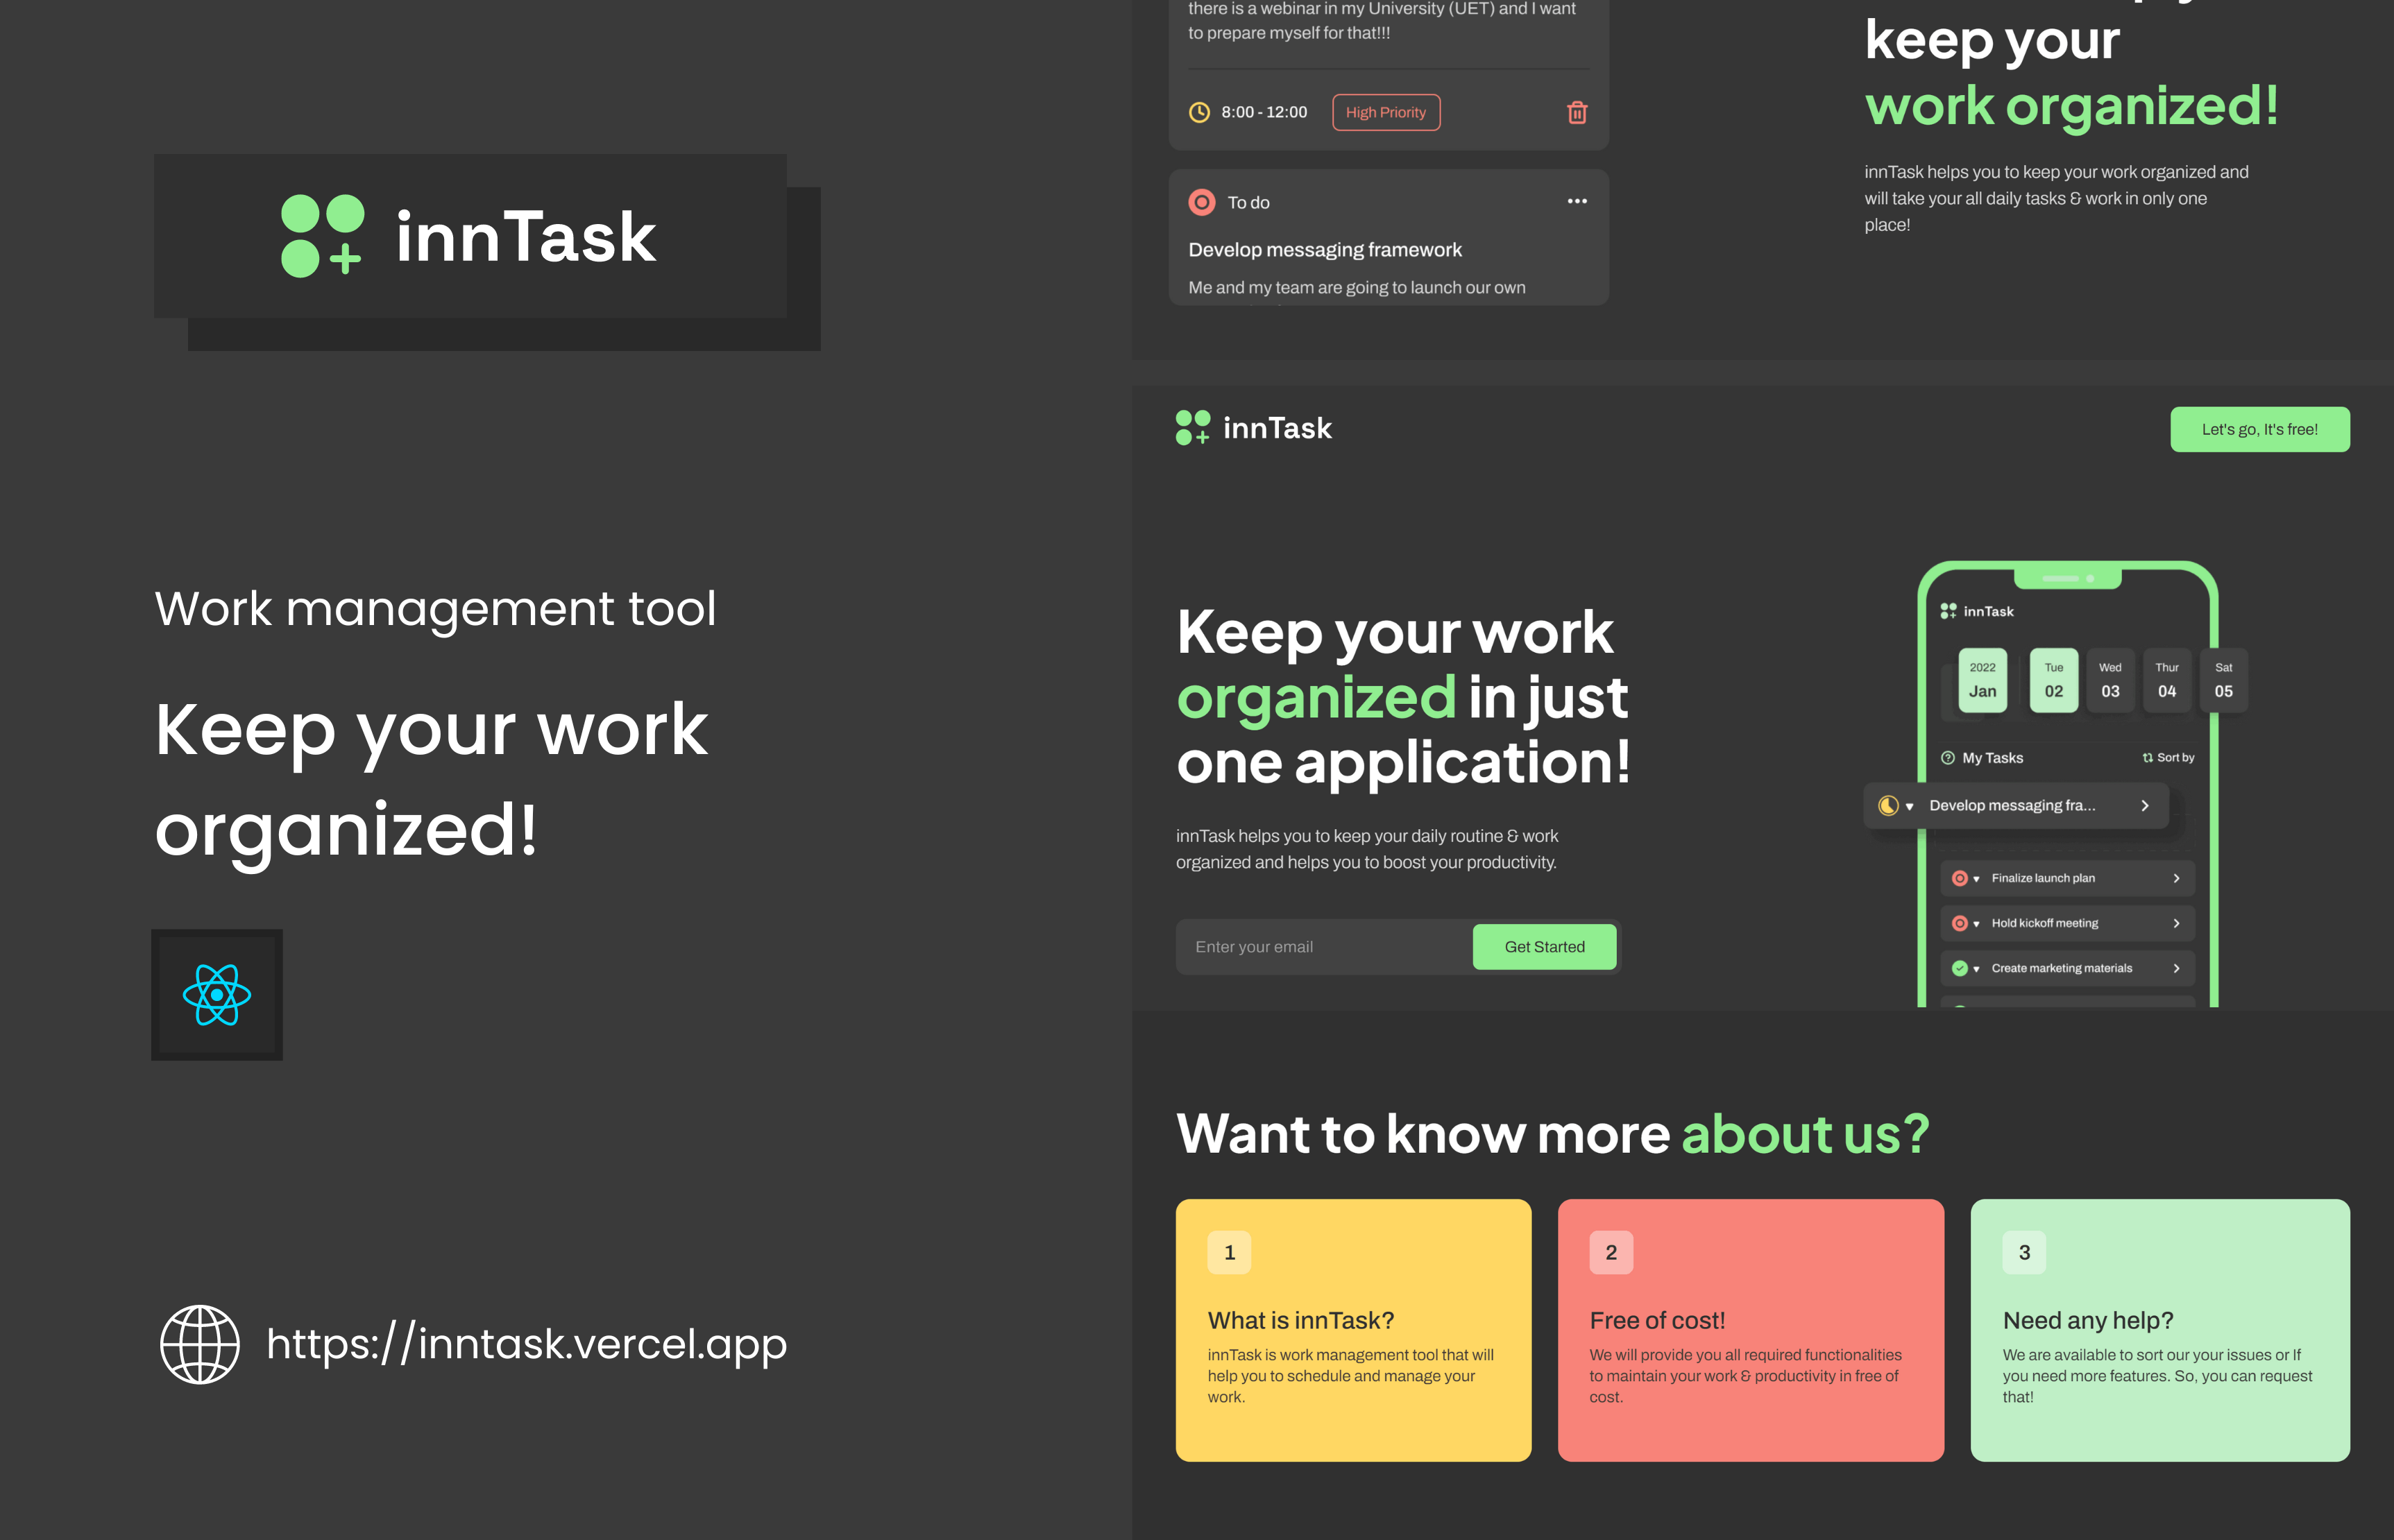 innTask
Work management tool
Keep your work
organized!
https://inntask.vercel.app
there is a webinar in my University (UET) and I want
to prepare myself for that!!!
8:00 - 12:00
High Priority
To do
Develop messaging framework
Me and my team are going to launch our own
keep your
work organized!
innTask helps you to keep your work organized and
will take your all daily tasks & work in only one
place!
innTask
Let's go, It's free!
Keep your work
organized in just
one application!
innTask helps you to keep your daily routine & work
organized and helps you to boost your productivity.
Enter your email
Get Started
innTask
2022
Jan
Tue
02
Wed
03
Thur
04
Sat
05
My Tasks
Sort by
Develop messaging fra...
Finalize launch plan
Hold kickoff meeting
Create marketing materials
Want to know more about us?
1
What is innTask?
innTask is work management tool that will
help you to schedule and manage your
work.
2
Free of cost!
We will provide you all required functionalities
to maintain your work & productivity in free of
cost.
3
Need any help?
We are available to sort our your issues or If
you need more features. So, you can request
that!